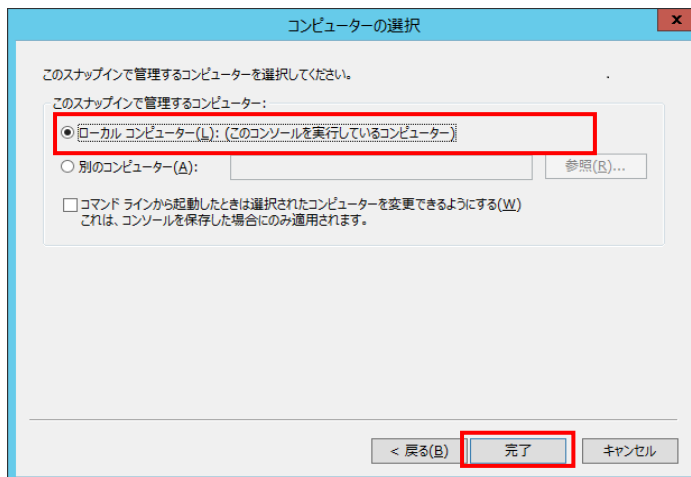 コンピューターの選択
x
このスナップインで管理するコンピューターを選択してください。
このスナップインで管理するコンピューター:
ローカル コンピューター(L): (このコンソールを実行しているコンピューター)
別のコンピューター(A):
参照(R)...
コマンド ラインから起動したときは選択されたコンピューターを変更できるようにする(W)
これは、コンソールを保存した場合にのみ適用されます。
< 戻る(B)
完了
キャンセル